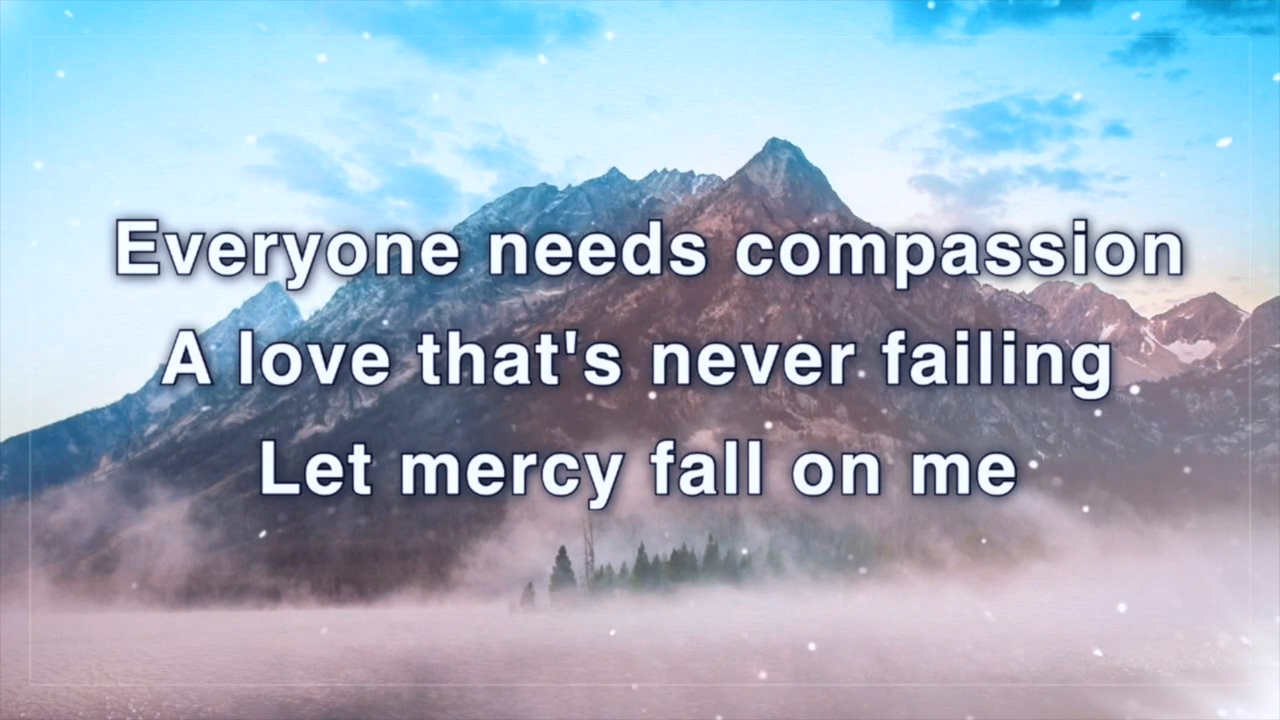 Everyone needs compassion
A love that's never failing
Let mercy fall on me